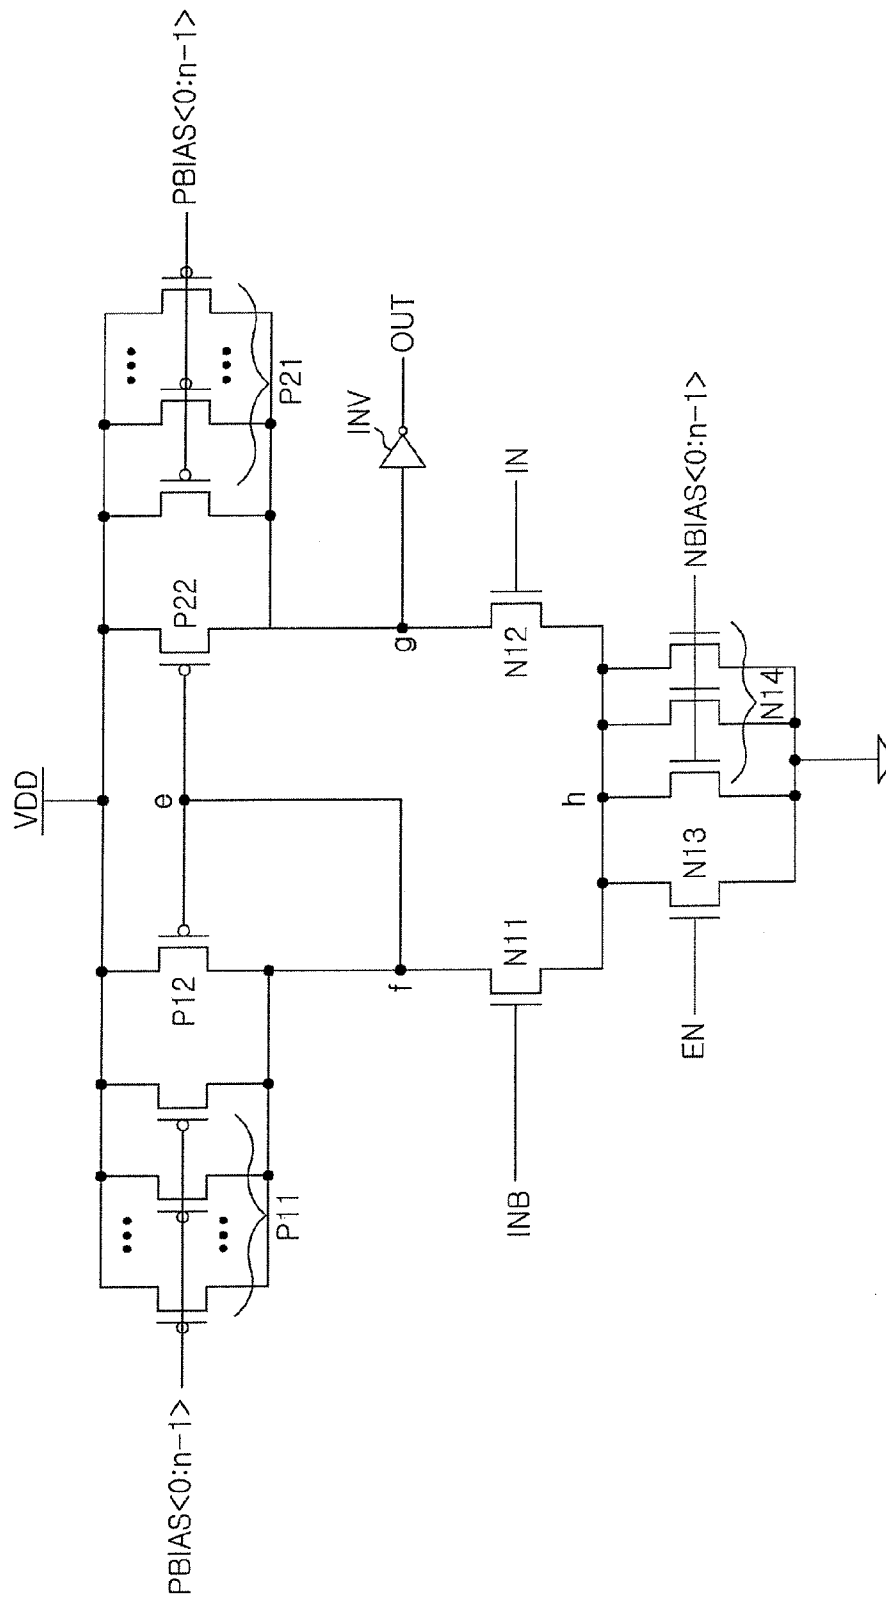 VDD
PBIAS<0:n-1>
P11
P12
e
P22
P21
PBIAS<0:n-1>
f
g
INV
OUT
INB
N11
N12
IN
h
EN
N13
N14
NBIAS<0:n-1>